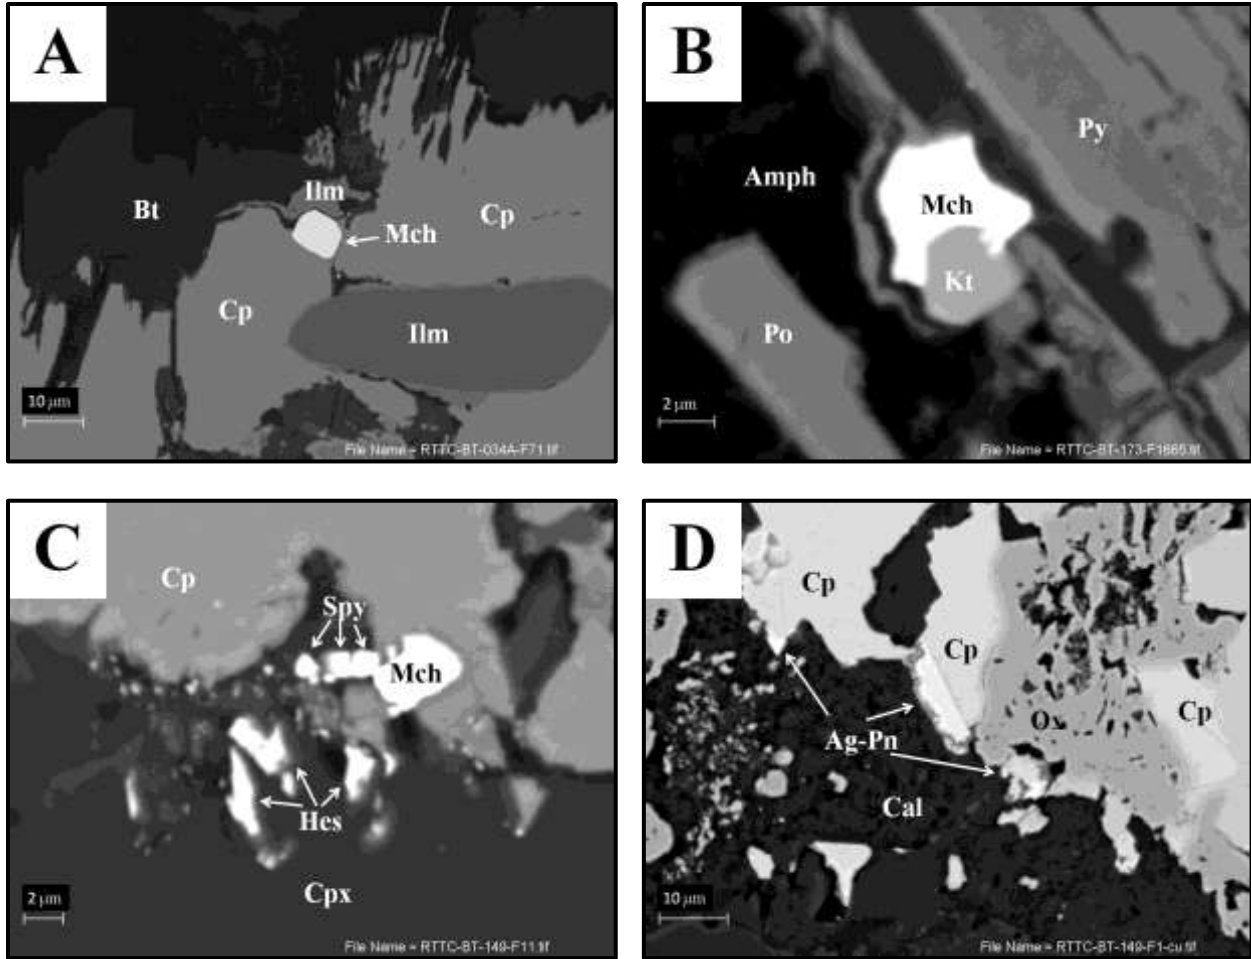 A
Ilm
Bt
Cp
Mch
Cp
Ilm
10 μm
File Name = RTTC-BT-034A-F71.tif
B
Py
Amph
Mch
Kt
Po
2 μm
File Name = RTTC-BT-173-F1665.tif
C
Cp
Spy
Mch
Hes
Cpx
2 μm
File Name = RTTC-BT-149-F11.tif
D
Cp
Cp
Cp
Ox
Ag-Pn
Cal
10 μm
File Name = RTTC-BT-149-F1-cu.tif